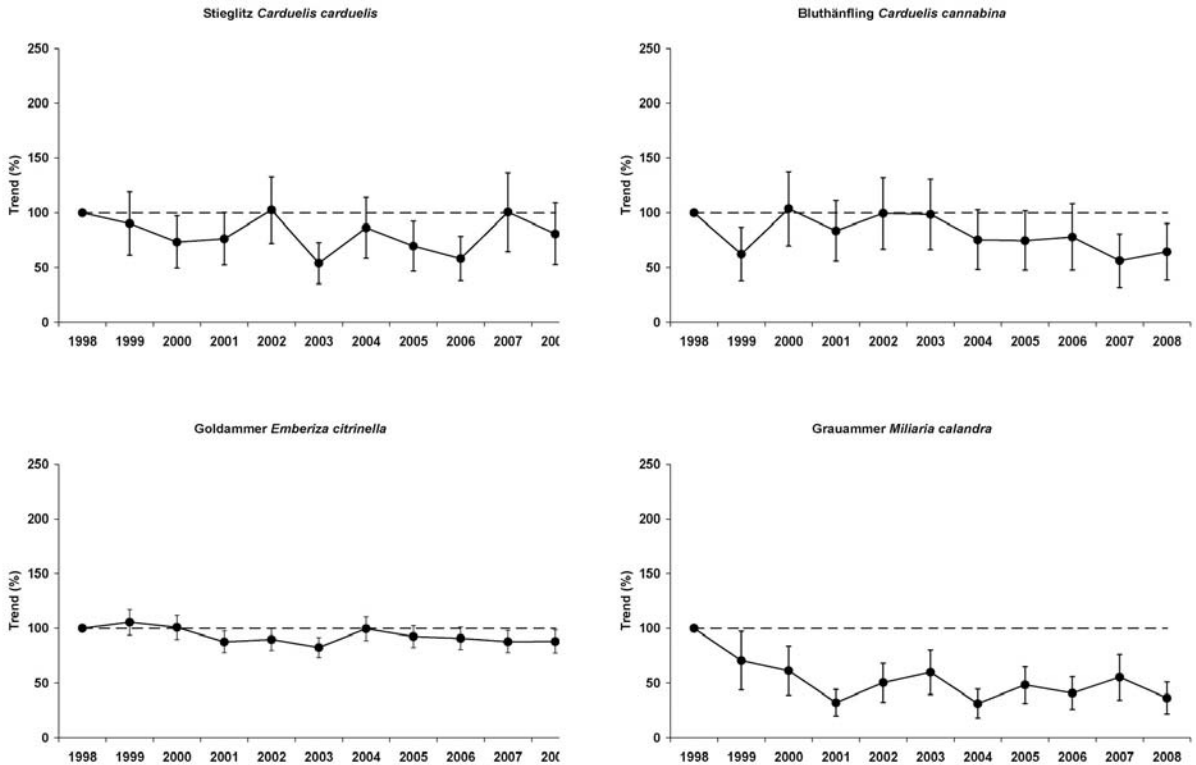 Stieglitz Carduelis carduelis
250
200
150
100
50
0
Trend (%)
1998 1999 2000 2001 2002 2003 2004 2005 2006 2007 200
Bluthänfling Carduelis cannabina
250
200
150
100
50
0
Trend (%)
1998 1999 2000 2001 2002 2003 2004 2005 2006 2007 2008
Goldammer Emberiza citrinella
250
200
150
100
50
0
Trend (%)
1998 1999 2000 2001 2002 2003 2004 2005 2006 2007 200
Grauammer Miliaria calandra
250
200
150
100
50
0
Trend (%)
1998 1999 2000 2001 2002 2003 2004 2005 2006 2007 2008